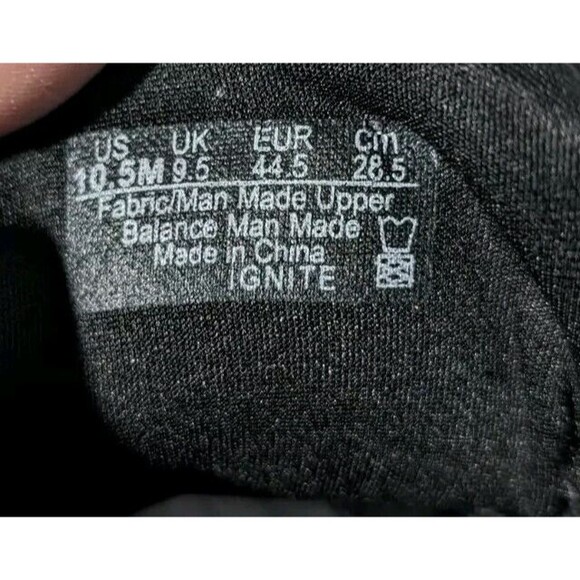 US UK EUR cm
10.5M 9.5 44.5 28.5
Fabric/Man Made Upper
Balance Man Made
Made in China
IGNITE